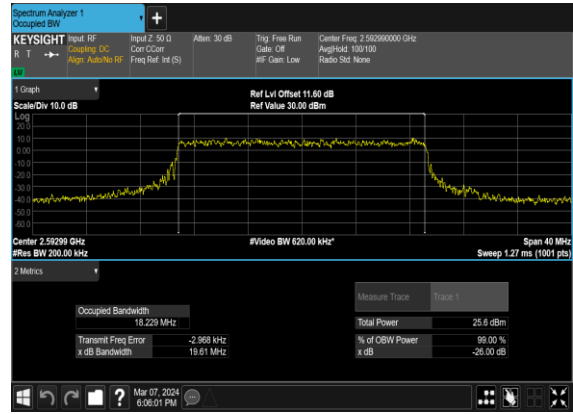 Spectrum Analyzer 1
Occupied BW
+
KEYSIGHT Input: RF Input Z: 50 Ω Atten: 30 dB Trig: Free Run Center Freq: 2.592990000 GHz
R T Coupling: DC Corr CCorr Gate: Off Avg|Hold: 100/100
Align: Auto/No RF Freq Ref: Int (S) #IF Gain: Low Radio Std: None
LW
1 Graph Ref Lvl Offset 11.60 dB
Scale/Div 10.0 dB Ref Value 30.00 dBm
Log
20.0
10.0
0.00
-10.0
-20.0
-30.0
-40.0
-50.0
-60.0
Center 2.59299 GHz #Video BW 620.00 kHz* Span 40 MHz
#Res BW 200.00 kHz Sweep 1.27 ms (1001 pts)
2 Metrics
Measure Trace Trace 1
Occupied Bandwidth
18.229 MHz Total Power 25.6 dBm
Transmit Freq Error -2.968 kHz % of OBW Power 99.00 %
x dB Bandwidth 19.61 MHz x dB -26.00 dB
? Mar 07, 2024
6:06:01 PM